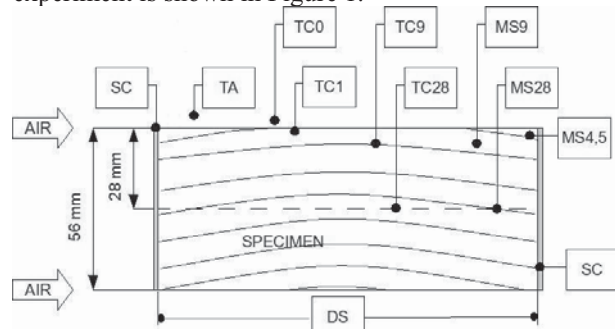 experiment is shown in Figure 1.
TC0
TC9
MS9
SC
TA
TC1
TC28
MS28
AIR
MS4,5
28 mm
56 mm
SPECIMEN
SC
AIR
DS